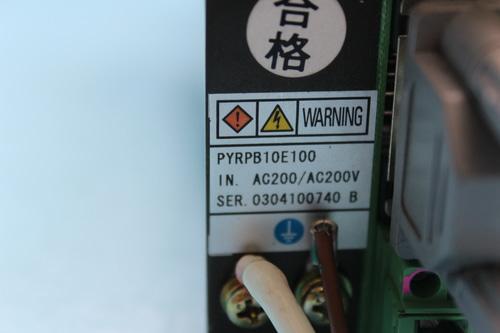 合
格
WARNING
PYRPB10E100
IN. AC200/AC200V
SER. 0304100740 B